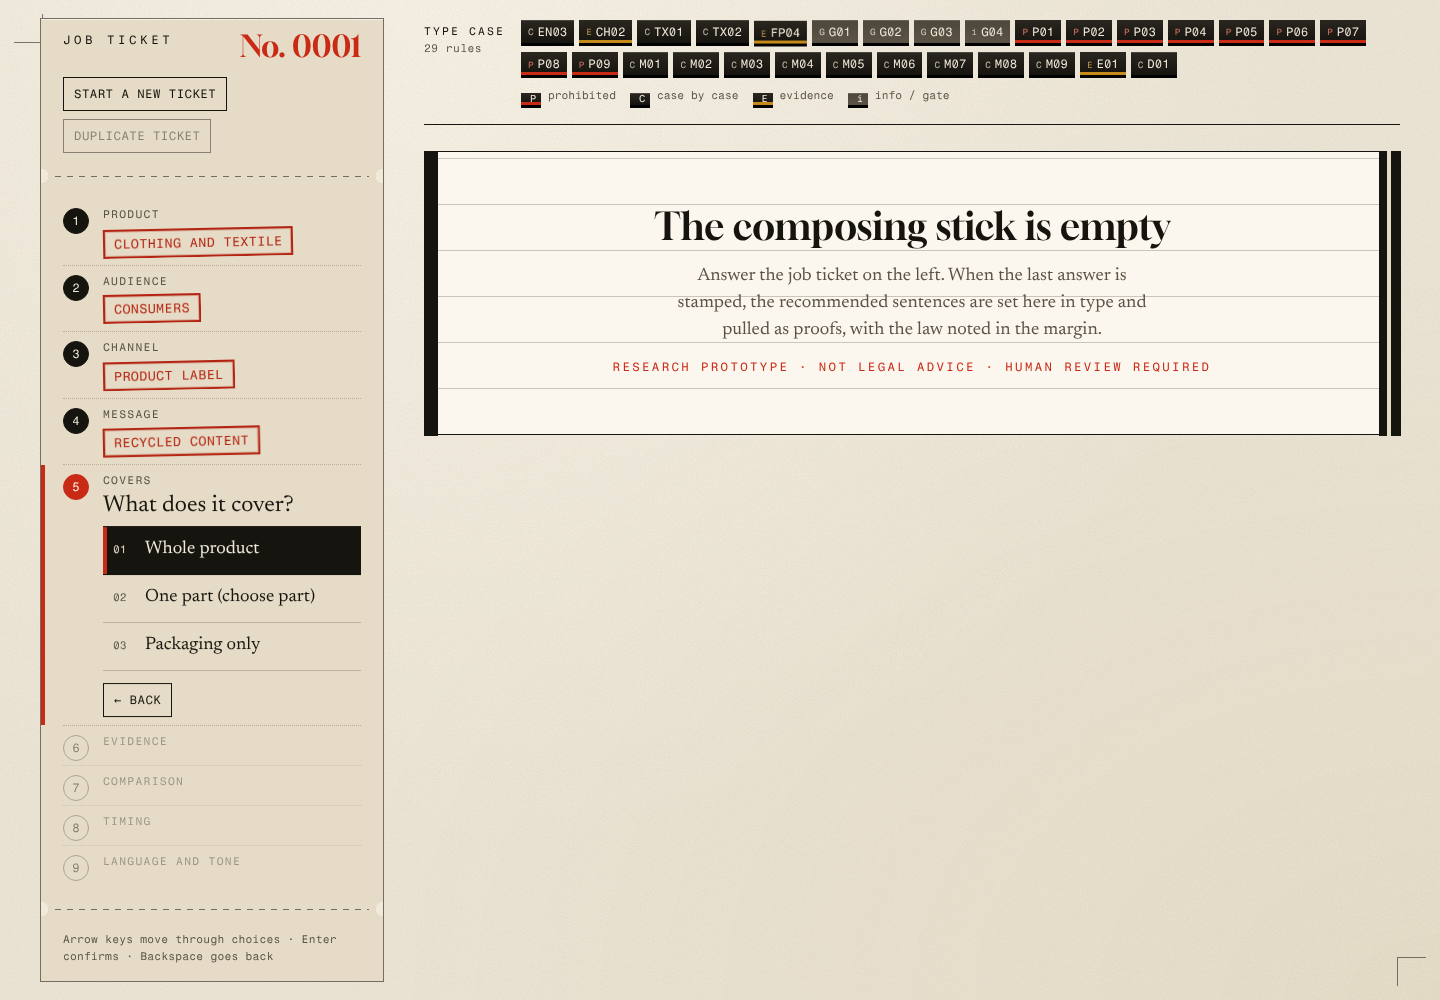 JOB TICKET
No. 0001
START A NEW TICKET
DUPLICATE TICKET
1 PRODUCT
CLOTHING AND TEXTILE
2 AUDIENCE
CONSUMERS
3 CHANNEL
PRODUCT LABEL
4 MESSAGE
RECYCLED CONTENT
5 COVERS
What does it cover?
01 Whole product
02 One part (choose part)
03 Packaging only
← BACK
6 EVIDENCE
7 COMPARISON
8 TIMING
9 LANGUAGE AND TONE
Arrow keys move through choices · Enter
confirms · Backspace goes back
TYPE CASE
29 rules
C EN03 E CH02 C TX01 C TX02 E FP04 G G01 G G02 G G03 i G04 P P01 P P02 P P03 P P04 P P05 P P06 P P07
P P08 P P09 C M01 C M02 C M03 C M04 C M05 C M06 C M07 C M08 C M09 E E01 C D01
P prohibited C case by case E evidence i info / gate
The composing stick is empty
Answer the job ticket on the left. When the last answer is
stamped, the recommended sentences are set here in type and
pulled as proofs, with the law noted in the margin.
RESEARCH PROTOTYPE · NOT LEGAL ADVICE · HUMAN REVIEW REQUIRED